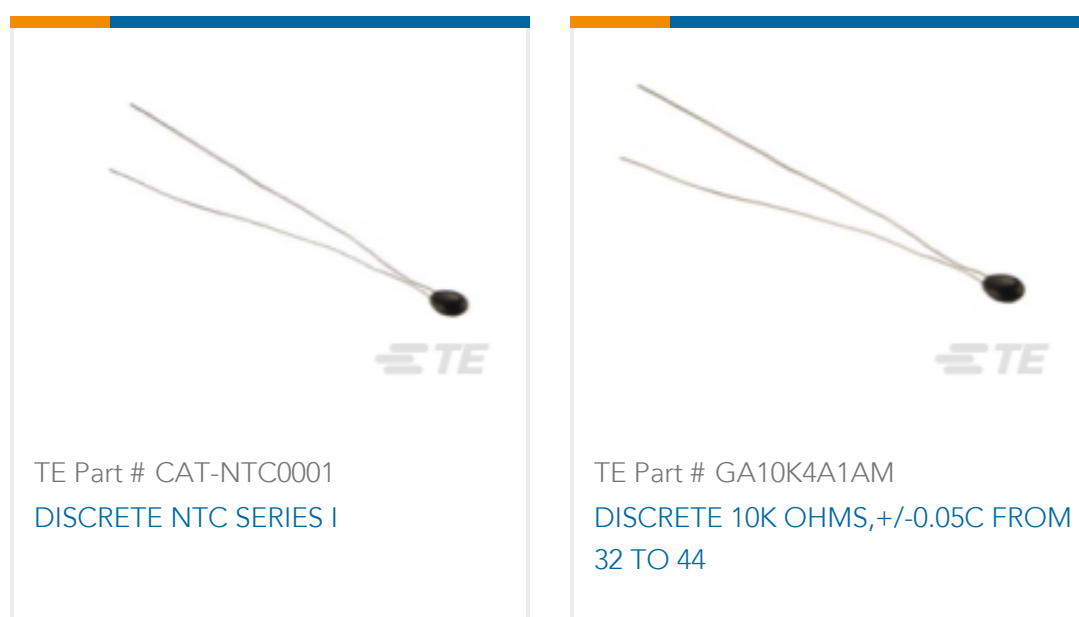 TE
TE Part # CAT-NTC0001
DISCRETE NTC SERIES I
TE
TE Part # GA10K4A1AM
DISCRETE 10K OHMS,+/-0.05C FROM
32 TO 44